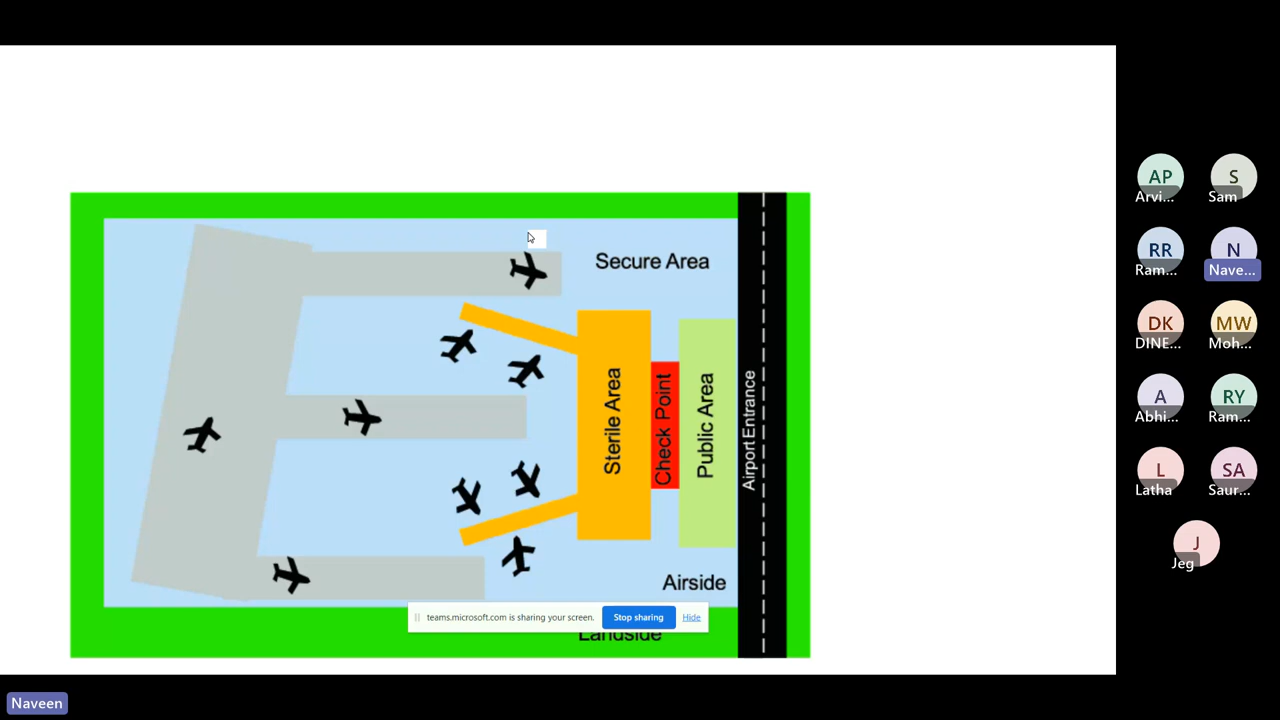 Secure Area
Sterile Area
Check Point
Public Area
Airport Entrance
Airside
Landside
teams.microsoft.com is sharing your screen.
Stop sharing
Hide
AP
Arvi...
S
Sam
RR
Ram...
N
Nave...
DK
DINE...
MW
Moh...
A
Abhi...
RY
Ram...
L
Latha
SA
Saur...
J
Jeg
Naveen